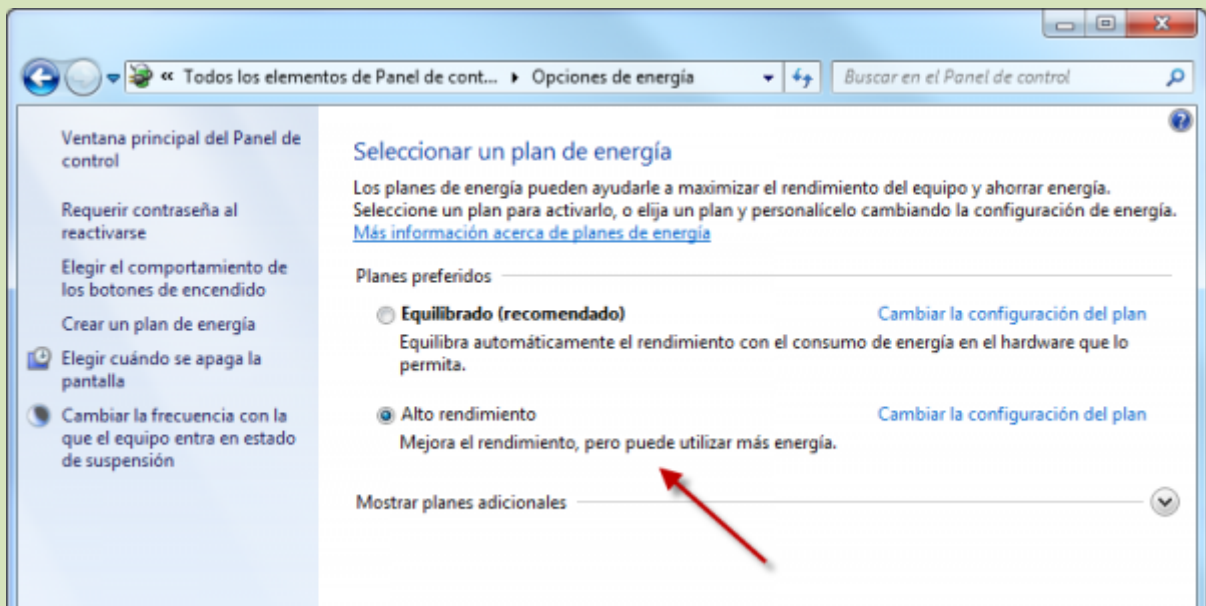 « Todos los elementos de Panel de cont... ▸ Opciones de energía
Buscar en el Panel de control
Ventana principal del Panel de
control
Requerir contraseña al
reactivarse
Elegir el comportamiento de
los botones de encendido
Crear un plan de energía
Elegir cuándo se apaga la
pantalla
Cambiar la frecuencia con la
que el equipo entra en estado
de suspensión
Seleccionar un plan de energía
Los planes de energía pueden ayudarle a maximizar el rendimiento del equipo y ahorrar energía.
Seleccione un plan para activarlo, o elija un plan y personalícelo cambiando la configuración de energía.
Más información acerca de planes de energía
Planes preferidos
Equilibrado (recomendado) Cambiar la configuración del plan
Equilibra automáticamente el rendimiento con el consumo de energía en el hardware que lo
permita.
Alto rendimiento Cambiar la configuración del plan
Mejora el rendimiento, pero puede utilizar más energía.
Mostrar planes adicionales